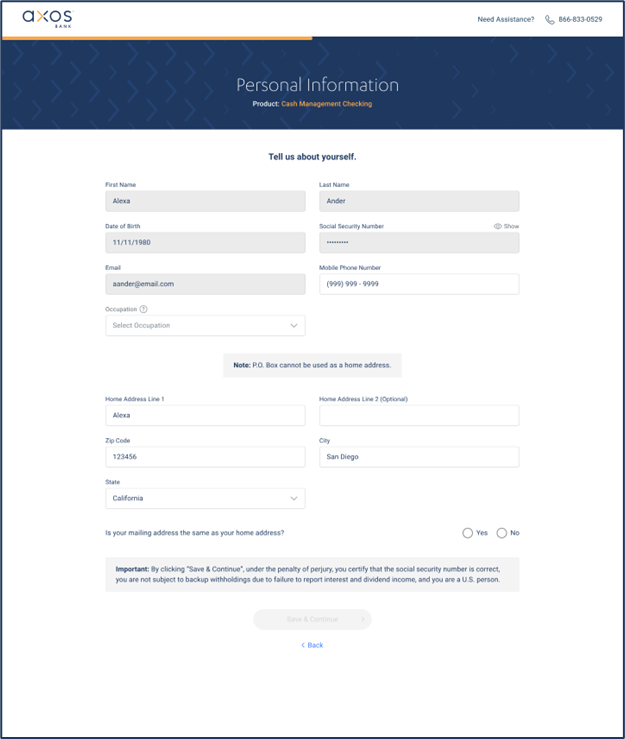 axos
BANK
Need Assistance? 866-833-0529
Personal Information
Product: Cash Management Checking
Tell us about yourself.
First Name Last Name
Alexa Ander
Date of Birth Social Security Number Show
11/11/1980 •••••••••
Email Mobile Phone Number
aander@email.com (999) 999 - 9999
Occupation ?
Select Occupation
Note: P.O. Box cannot be used as a home address.
Home Address Line 1 Home Address Line 2 (Optional)
Alexa
Zip Code City
123456 San Diego
State
California
Is your mailing address the same as your home address? Yes No
Important: By clicking "Save & Continue", under the penalty of perjury, you certify that the social security number is correct,
you are not subject to backup withholdings due to failure to report interest and dividend income, and you are a U.S. person.
Save & Continue
Back